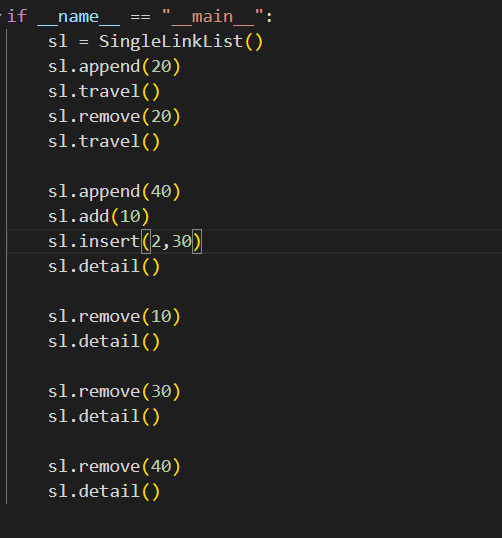 if __name__ == "__main__":
    sl = SingleLinkList()
    sl.append(20)
    sl.travel()
    sl.remove(20)
    sl.travel()

    sl.append(40)
    sl.add(10)
    sl.insert(2,30)
    sl.detail()

    sl.remove(10)
    sl.detail()

    sl.remove(30)
    sl.detail()

    sl.remove(40)
    sl.detail()